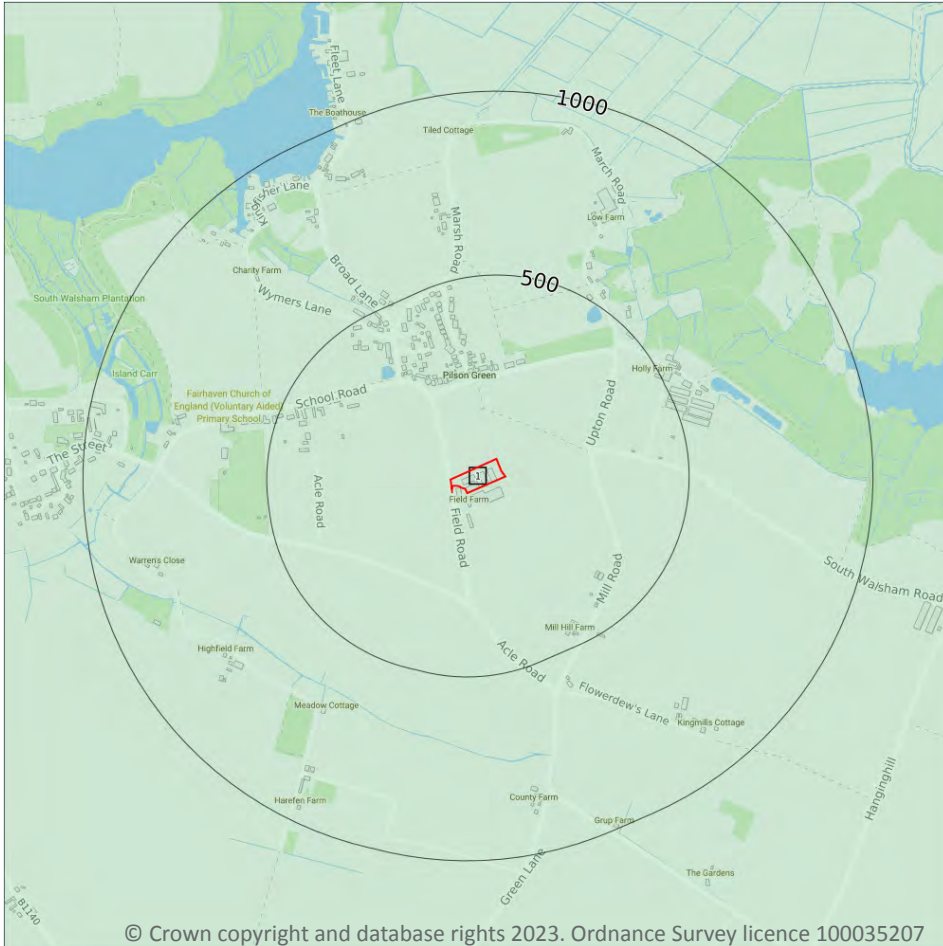 Fleet Lane
1000
The Boathouse
Tiled Cottage
March Road
Kingfisher Lane
Low Farm
Marsh Road
Charity Farm
Broad Lane
500
Wymers Lane
South Walsham Plantation
Island Carr
Pilson Green
Holly Farm
Fairhaven Church of
England (Voluntary Aided)
Primary School
School Road
Upton Road
The Street
1
Acle Road
Field Farm
Field Road
Warren's Close
Mill Road
South Walsham Road
Mill Hill Farm
Highfield Farm
Acle Road
Flowerdew's Lane
Meadow Cottage
Kingmills Cottage
Hanginghill
Harefen Farm
County Farm
Grup Farm
Green Lane
The Gardens
B1140
© Crown copyright and database rights 2023. Ordnance Survey licence 100035207